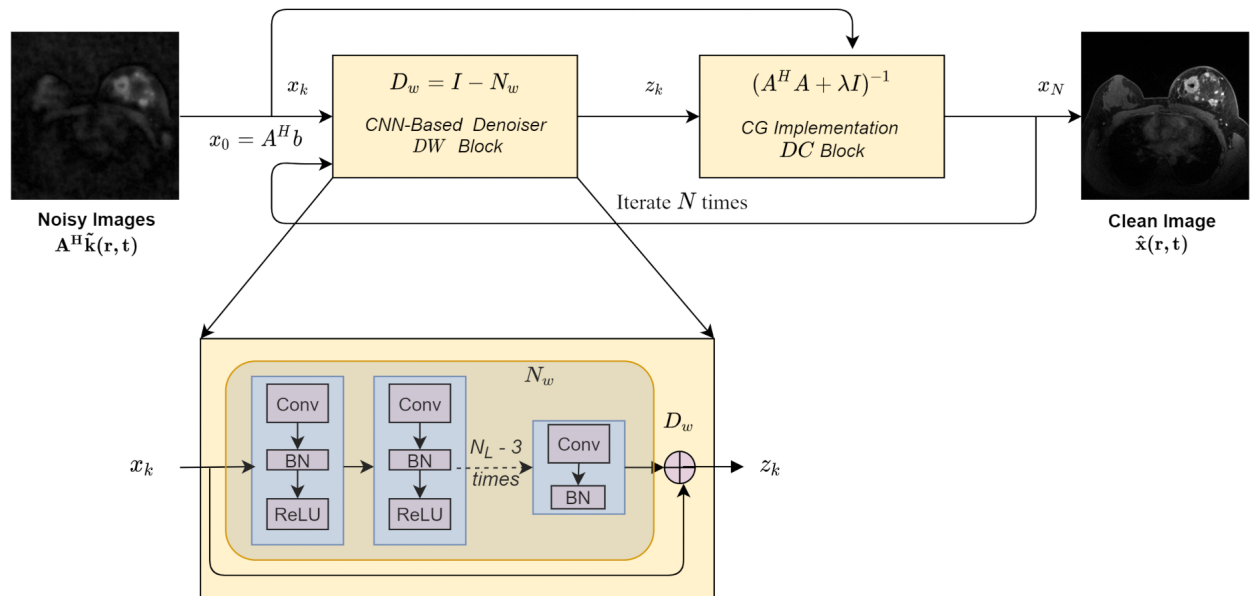 x_k
x_0 = A^H b
D_w = I − N_w
CNN-Based Denoiser
DW Block
z_k
(A^H A + λI)^{-1}
CG Implementation
DC Block
x_N
Iterate N times
Noisy Images
A^H k̃(r, t)
Clean Image
x̂(r, t)
N_w
Conv
BN
ReLU
Conv
BN
ReLU
N_L - 3
times
Conv
BN
D_w
x_k
z_k